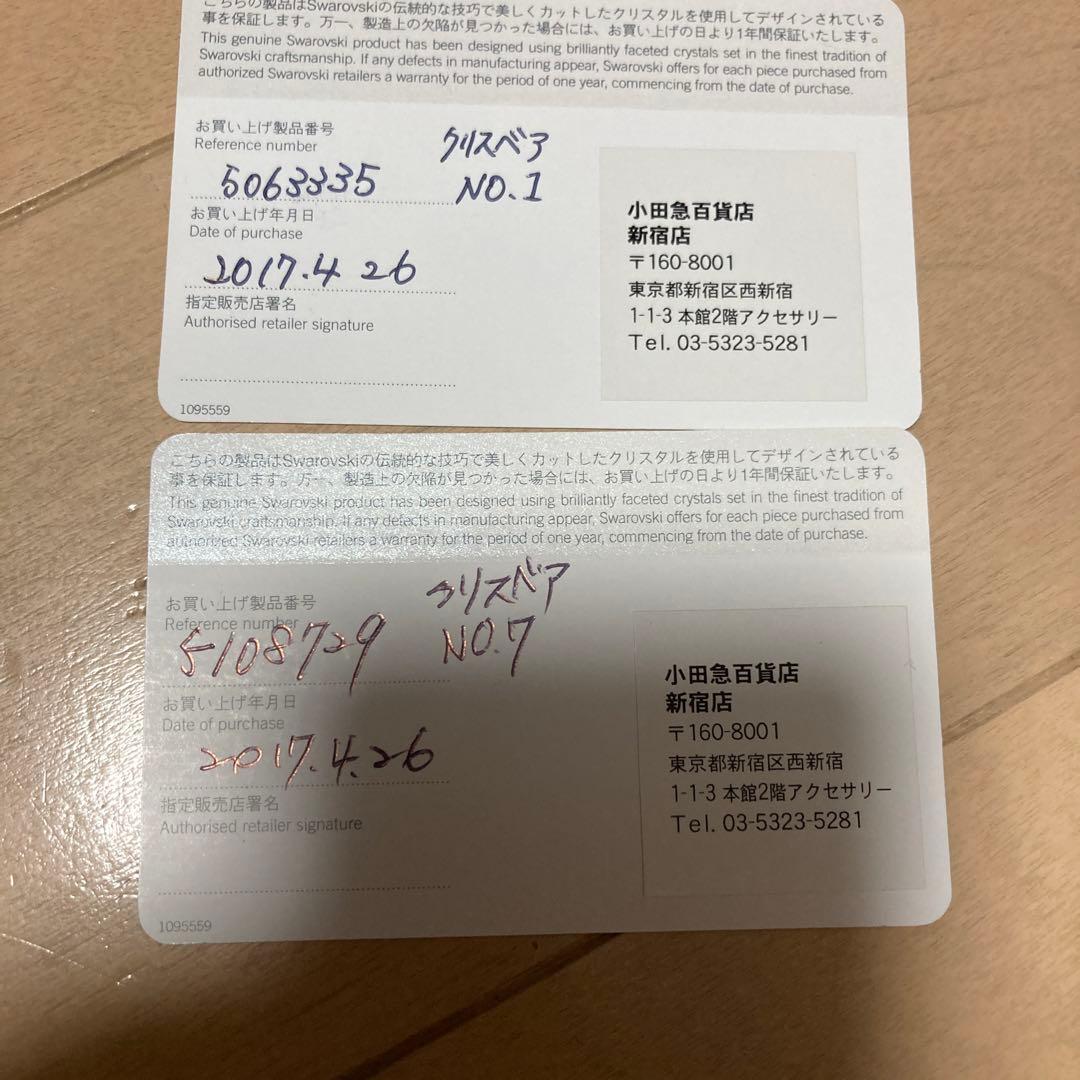 こちらの製品はSwarovskiの伝統的な技巧で美しくカットしたクリスタルを使用してデザインされている
事を保証します。万一、製造上の欠陥が見つかった場合には、お買い上げの日より1年間保証いたします。
This genuine Swarovski product has been designed using brilliantly faceted crystals set in the finest tradition of
Swarovski craftsmanship. If any defects in manufacturing appear, Swarovski offers for each piece purchased from
authorized Swarovski retailers a warranty for the period of one year, commencing from the date of purchase.
お買い上げ製品番号
Reference number
クリスベア
5063335
NO.1
お買い上げ年月日
Date of purchase
2017.4 26
指定販売店署名
Authorised retailer signature
1095559
小田急百貨店
新宿店
〒160-8001
東京都新宿区西新宿
1-1-3 本館2階アクセサリー
Tel. 03-5323-5281
こちらの製品はSwarovskiの伝統的な技巧で美しくカットしたクリスタルを使用してデザインされている
事を保証します。万一、製造上の欠陥が見つかった場合には、お買い上げの日より1年間保証いたします。
This genuine Swarovski product has been designed using brilliantly faceted crystals set in the finest tradition of
Swarovski craftsmanship. If any defects in manufacturing appear, Swarovski offers for each piece purchased from
authorized Swarovski retailers a warranty for the period of one year, commencing from the date of purchase.
お買い上げ製品番号
Reference number
クリスベア
5108729
NO.7
お買い上げ年月日
Date of purchase
2017.4.26
指定販売店署名
Authorised retailer signature
1095559
小田急百貨店
新宿店
〒160-8001
東京都新宿区西新宿
1-1-3 本館2階アクセサリー
Tel. 03-5323-5281